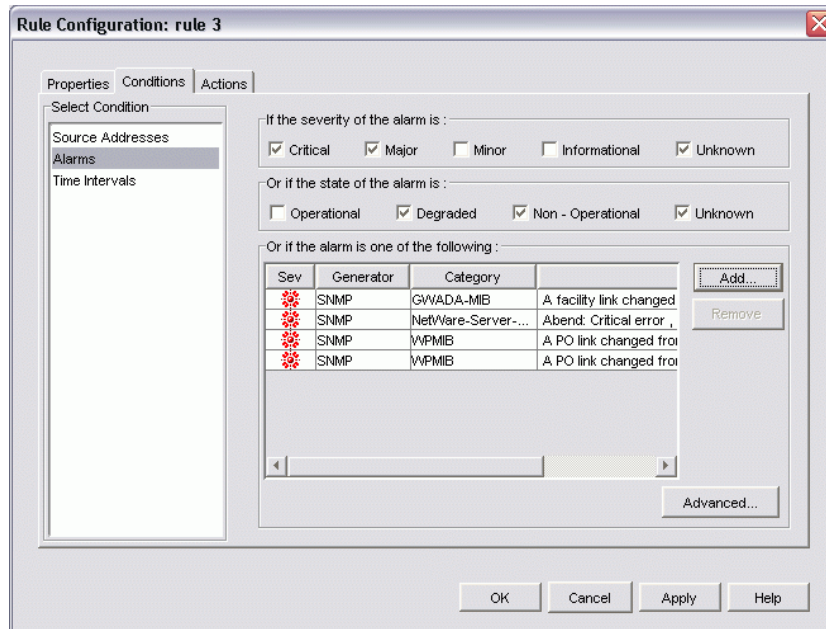 Rule Configuration: rule 3
Properties Conditions Actions
Select Condition
Source Addresses
Alarms
Time Intervals
If the severity of the alarm is :
Critical Major Minor Informational Unknown
Or if the state of the alarm is :
Operational Degraded Non - Operational Unknown
Or if the alarm is one of the following :
Sev Generator Category
SNMP GWADA-MIB A facility link changed
SNMP NetWare-Server-... Abend: Critical error ,
SNMP WPMIB A PO link changed fro
SNMP WPMIB A PO link changed fro
Add...
Remove
Advanced...
OK Cancel Apply Help